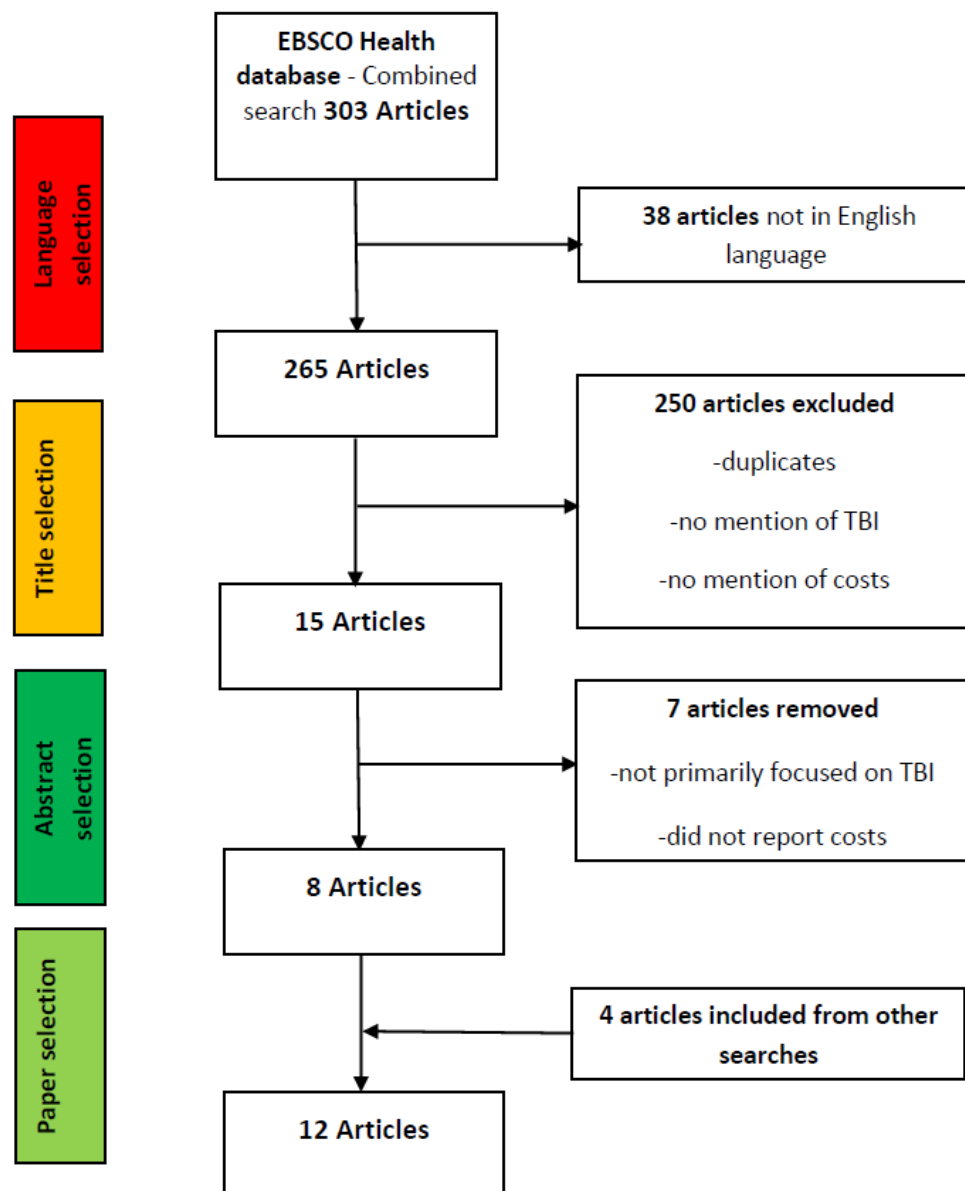 EBSCO Health
database - Combined
search 303 Articles
Language
selection
38 articles not in English
language
265 Articles
Title selection
250 articles excluded
-duplicates
-no mention of TBI
-no mention of costs
15 Articles
Abstract
selection
7 articles removed
-not primarily focused on TBI
-did not report costs
8 Articles
Paper selection
4 articles included from other
searches
12 Articles